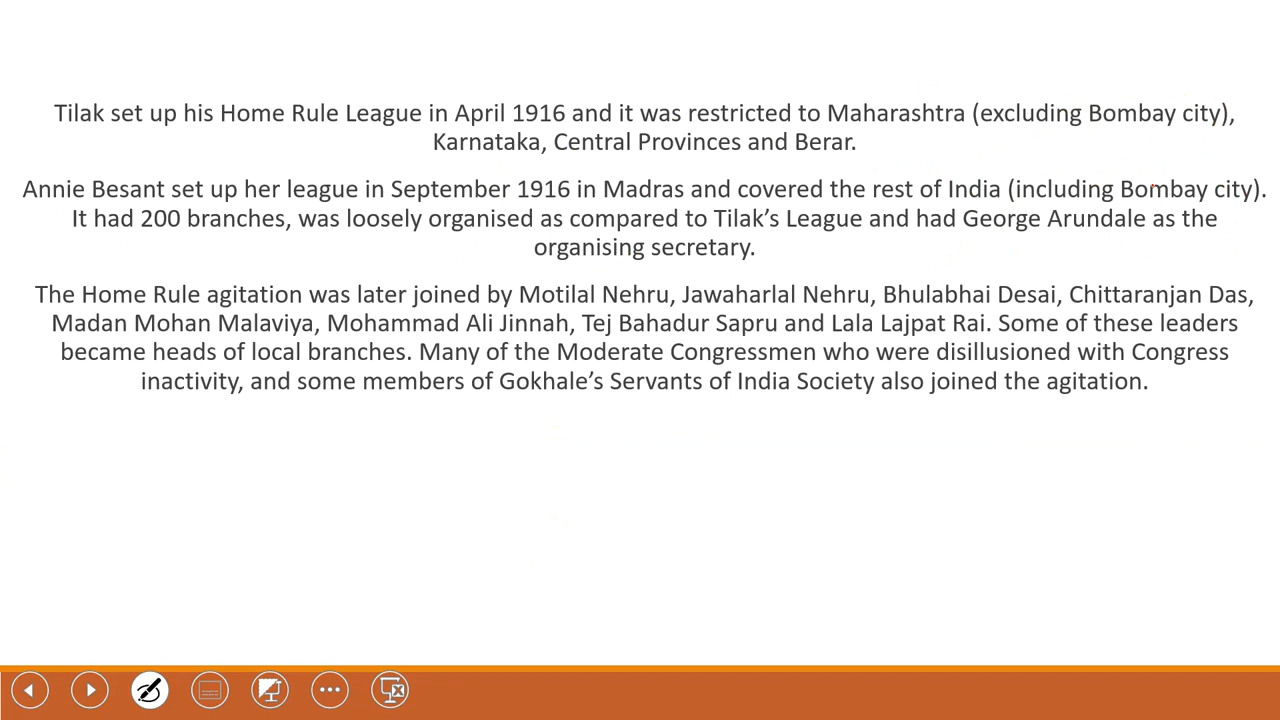 Tilak set up his Home Rule League in April 1916 and it was restricted to Maharashtra (excluding Bombay city),
Karnataka, Central Provinces and Berar.
Annie Besant set up her league in September 1916 in Madras and covered the rest of India (including Bombay city).
It had 200 branches, was loosely organised as compared to Tilak’s League and had George Arundale as the
organising secretary.
The Home Rule agitation was later joined by Motilal Nehru, Jawaharlal Nehru, Bhulabhai Desai, Chittaranjan Das,
Madan Mohan Malaviya, Mohammad Ali Jinnah, Tej Bahadur Sapru and Lala Lajpat Rai. Some of these leaders
became heads of local branches. Many of the Moderate Congressmen who were disillusioned with Congress
inactivity, and some members of Gokhale’s Servants of India Society also joined the agitation.